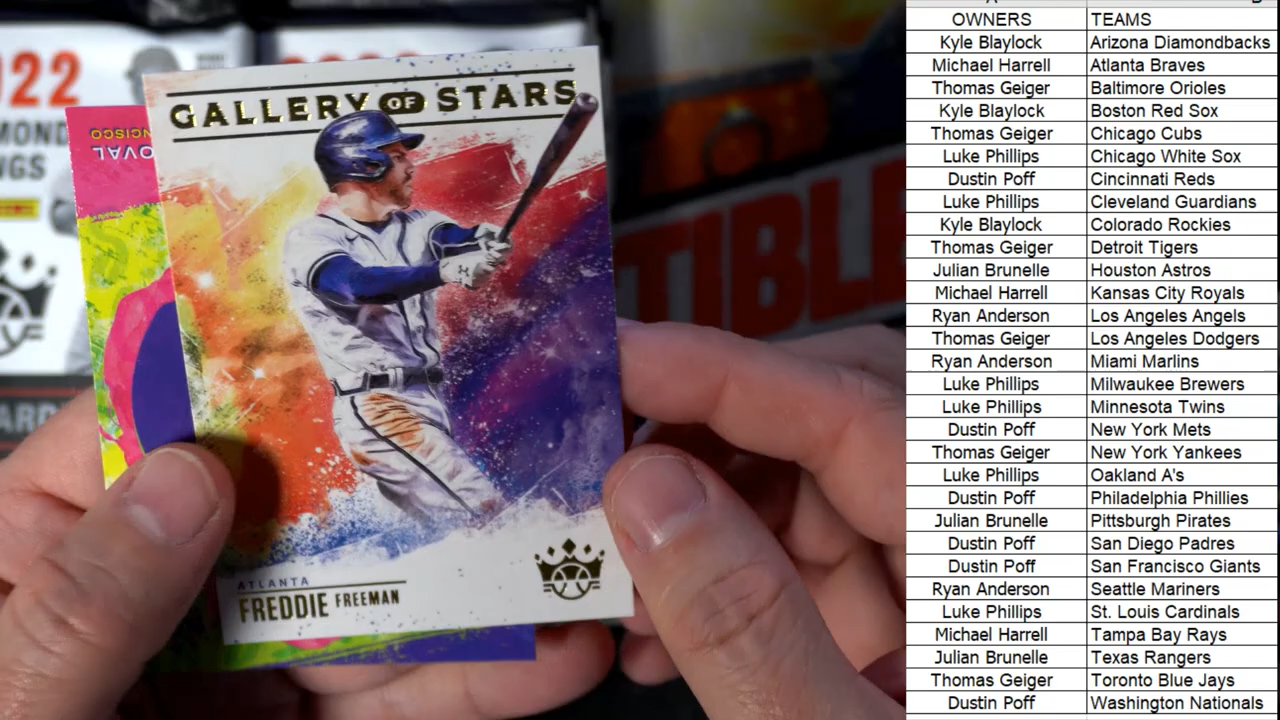 2022
GALLERY OF STARS
ATLANTA
FREDDIE FREEMAN
OWNERS TEAMS
Kyle Blaylock Arizona Diamondbacks
Michael Harrell Atlanta Braves
Thomas Geiger Baltimore Orioles
Kyle Blaylock Boston Red Sox
Thomas Geiger Chicago Cubs
Luke Phillips Chicago White Sox
Dustin Poff Cincinnati Reds
Luke Phillips Cleveland Guardians
Kyle Blaylock Colorado Rockies
Thomas Geiger Detroit Tigers
Julian Brunelle Houston Astros
Michael Harrell Kansas City Royals
Ryan Anderson Los Angeles Angels
Thomas Geiger Los Angeles Dodgers
Ryan Anderson Miami Marlins
Luke Phillips Milwaukee Brewers
Luke Phillips Minnesota Twins
Dustin Poff New York Mets
Thomas Geiger New York Yankees
Luke Phillips Oakland A's
Dustin Poff Philadelphia Phillies
Julian Brunelle Pittsburgh Pirates
Dustin Poff San Diego Padres
Dustin Poff San Francisco Giants
Ryan Anderson Seattle Mariners
Luke Phillips St. Louis Cardinals
Michael Harrell Tampa Bay Rays
Julian Brunelle Texas Rangers
Thomas Geiger Toronto Blue Jays
Dustin Poff Washington Nationals